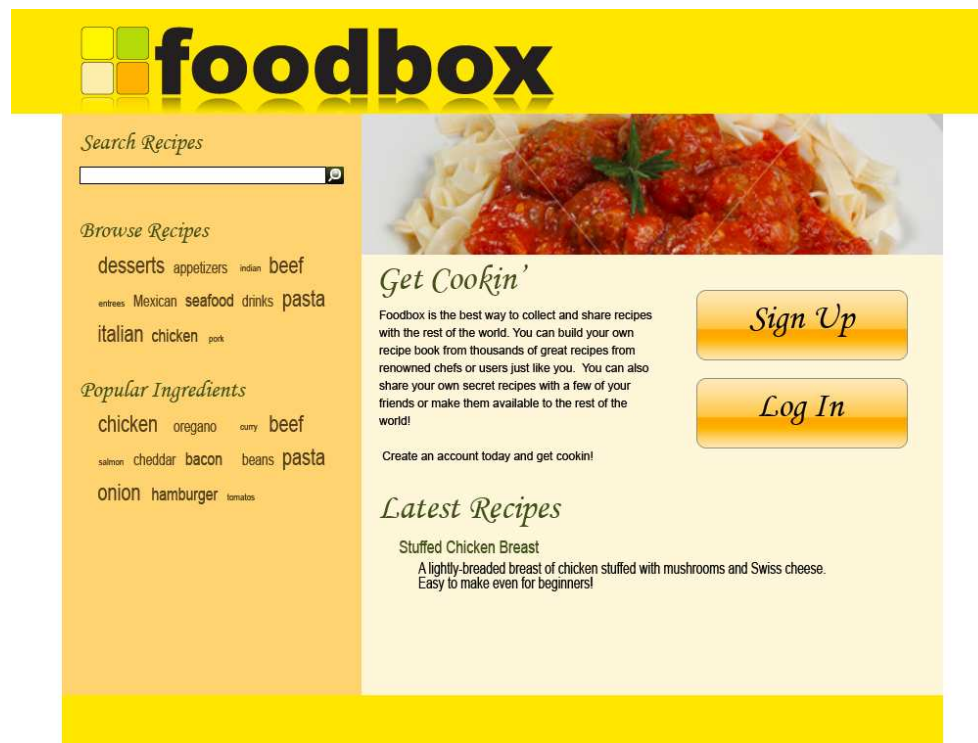 foodbox
Search Recipes
Browse Recipes
desserts appetizers indian beef
entrees Mexican seafood drinks pasta
italian chicken pork
Popular Ingredients
chicken oregano curry beef
salmon cheddar bacon beans pasta
onion hamburger tomatos
Get Cookin’
Foodbox is the best way to collect and share recipes
with the rest of the world. You can build your own
recipe book from thousands of great recipes from
renowned chefs or users just like you. You can also
share your own secret recipes with a few of your
friends or make them available to the rest of the
world!
Create an account today and get cookin!
Sign Up
Log In
Latest Recipes
Stuffed Chicken Breast
A lightly-breaded breast of chicken stuffed with mushrooms and Swiss cheese.
Easy to make even for beginners!